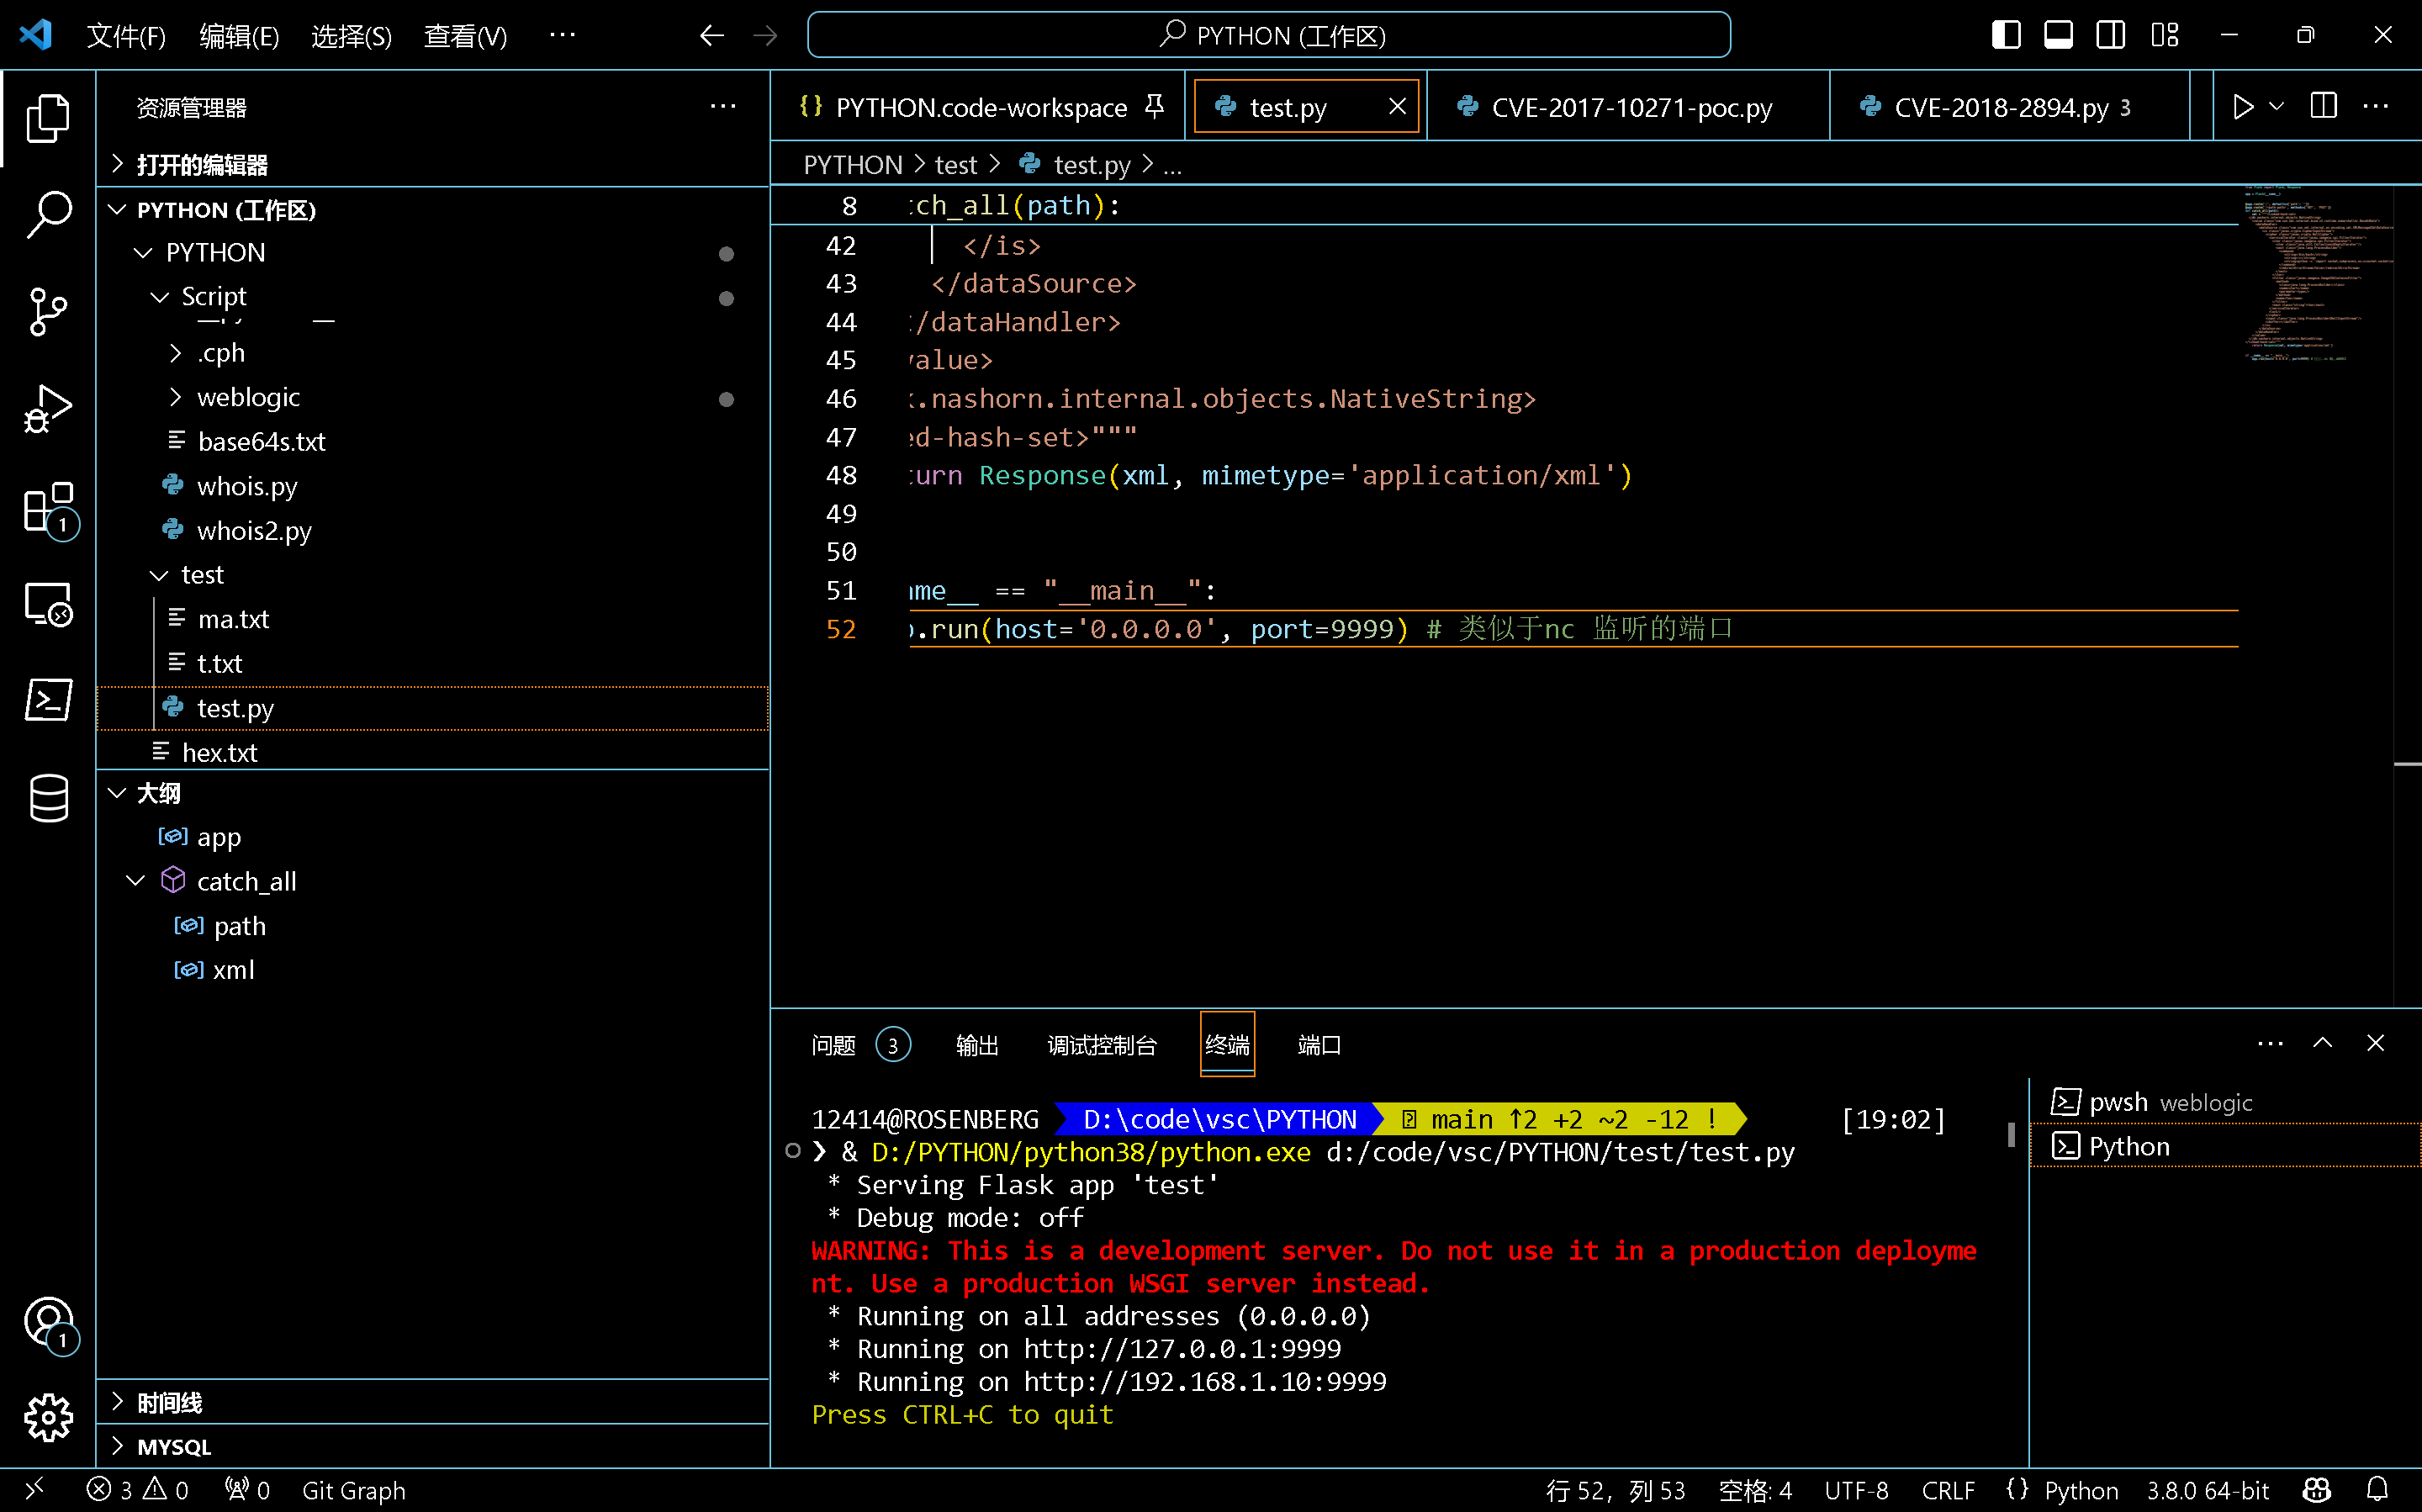 文件(F) 编辑(E) 选择(S) 查看(V) ··· PYTHON (工作区)
资源管理器 ···
打开的编辑器
PYTHON (工作区)
PYTHON
Script
.cph
weblogic
base64s.txt
whois.py
whois2.py
test
ma.txt
t.txt
test.py
hex.txt
大纲
app
catch_all
path
xml
时间线
MYSQL
PYTHON.code-workspace test.py CVE-2017-10271-poc.py CVE-2018-2894.py 3
PYTHON > test > test.py > ...
8 ch_all(path):
42 </is>
43 </dataSource>
44 /dataHandler>
45 value>
46 .nashorn.internal.objects.NativeString>
47 ed-hash-set>"""
48 urn Response(xml, mimetype='application/xml')
49
50
51 me__ == "__main__":
52 .run(host='0.0.0.0', port=9999) # 类似于nc 监听的端口
问题 3 输出 调试控制台 终端 端口
12414@ROSENBERG D:\code\vsc\PYTHON main ↑2 +2 ~2 -12 ! [19:02]
❯ & D:/PYTHON/python38/python.exe d:/code/vsc/PYTHON/test/test.py
* Serving Flask app 'test'
* Debug mode: off
WARNING: This is a development server. Do not use it in a production deployme
nt. Use a production WSGI server instead.
* Running on all addresses (0.0.0.0)
* Running on http://127.0.0.1:9999
* Running on http://192.168.1.10:9999
Press CTRL+C to quit
pwsh weblogic
Python
1
1
3 0 0 Git Graph 行 52，列 53 空格: 4 UTF-8 CRLF {} Python 3.8.0 64-bit